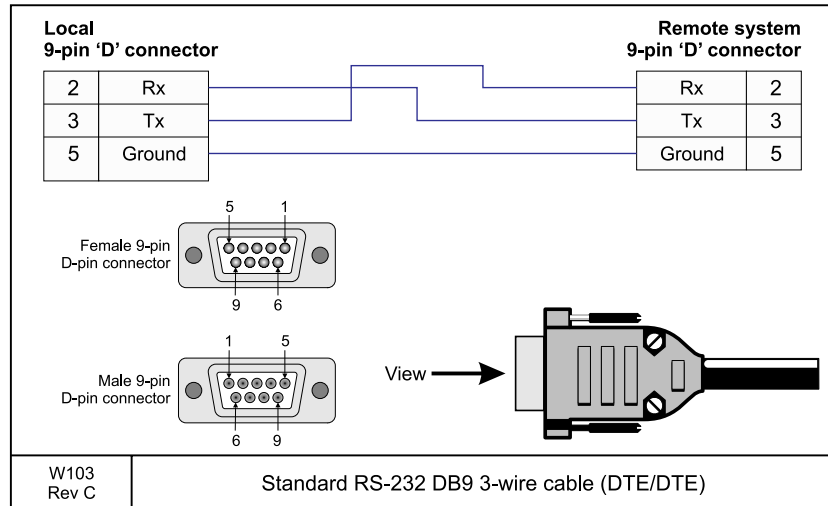 Local
9-pin ‘D’ connector
Remote system
9-pin ‘D’ connector
2 Rx Rx 2
3 Tx Tx 3
5 Ground Ground 5
5 1
Female 9-pin
D-pin connector
9 6
1 5
Male 9-pin
D-pin connector
6 9
View
W103
Rev C
Standard RS-232 DB9 3-wire cable (DTE/DTE)